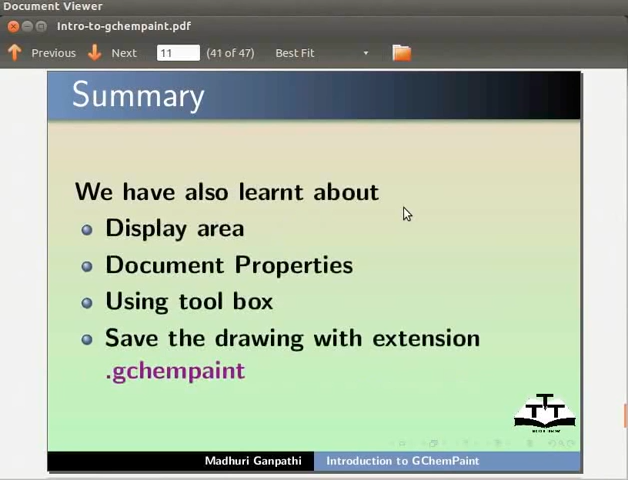 Document Viewer
Intro-to-gchempaint.pdf
Previous Next 11 (41 of 47) Best Fit
Summary
We have also learnt about
Display area
Document Properties
Using tool box
Save the drawing with extension
.gchempaint
TTT
Madhuri Ganpathi Introduction to GChemPaint